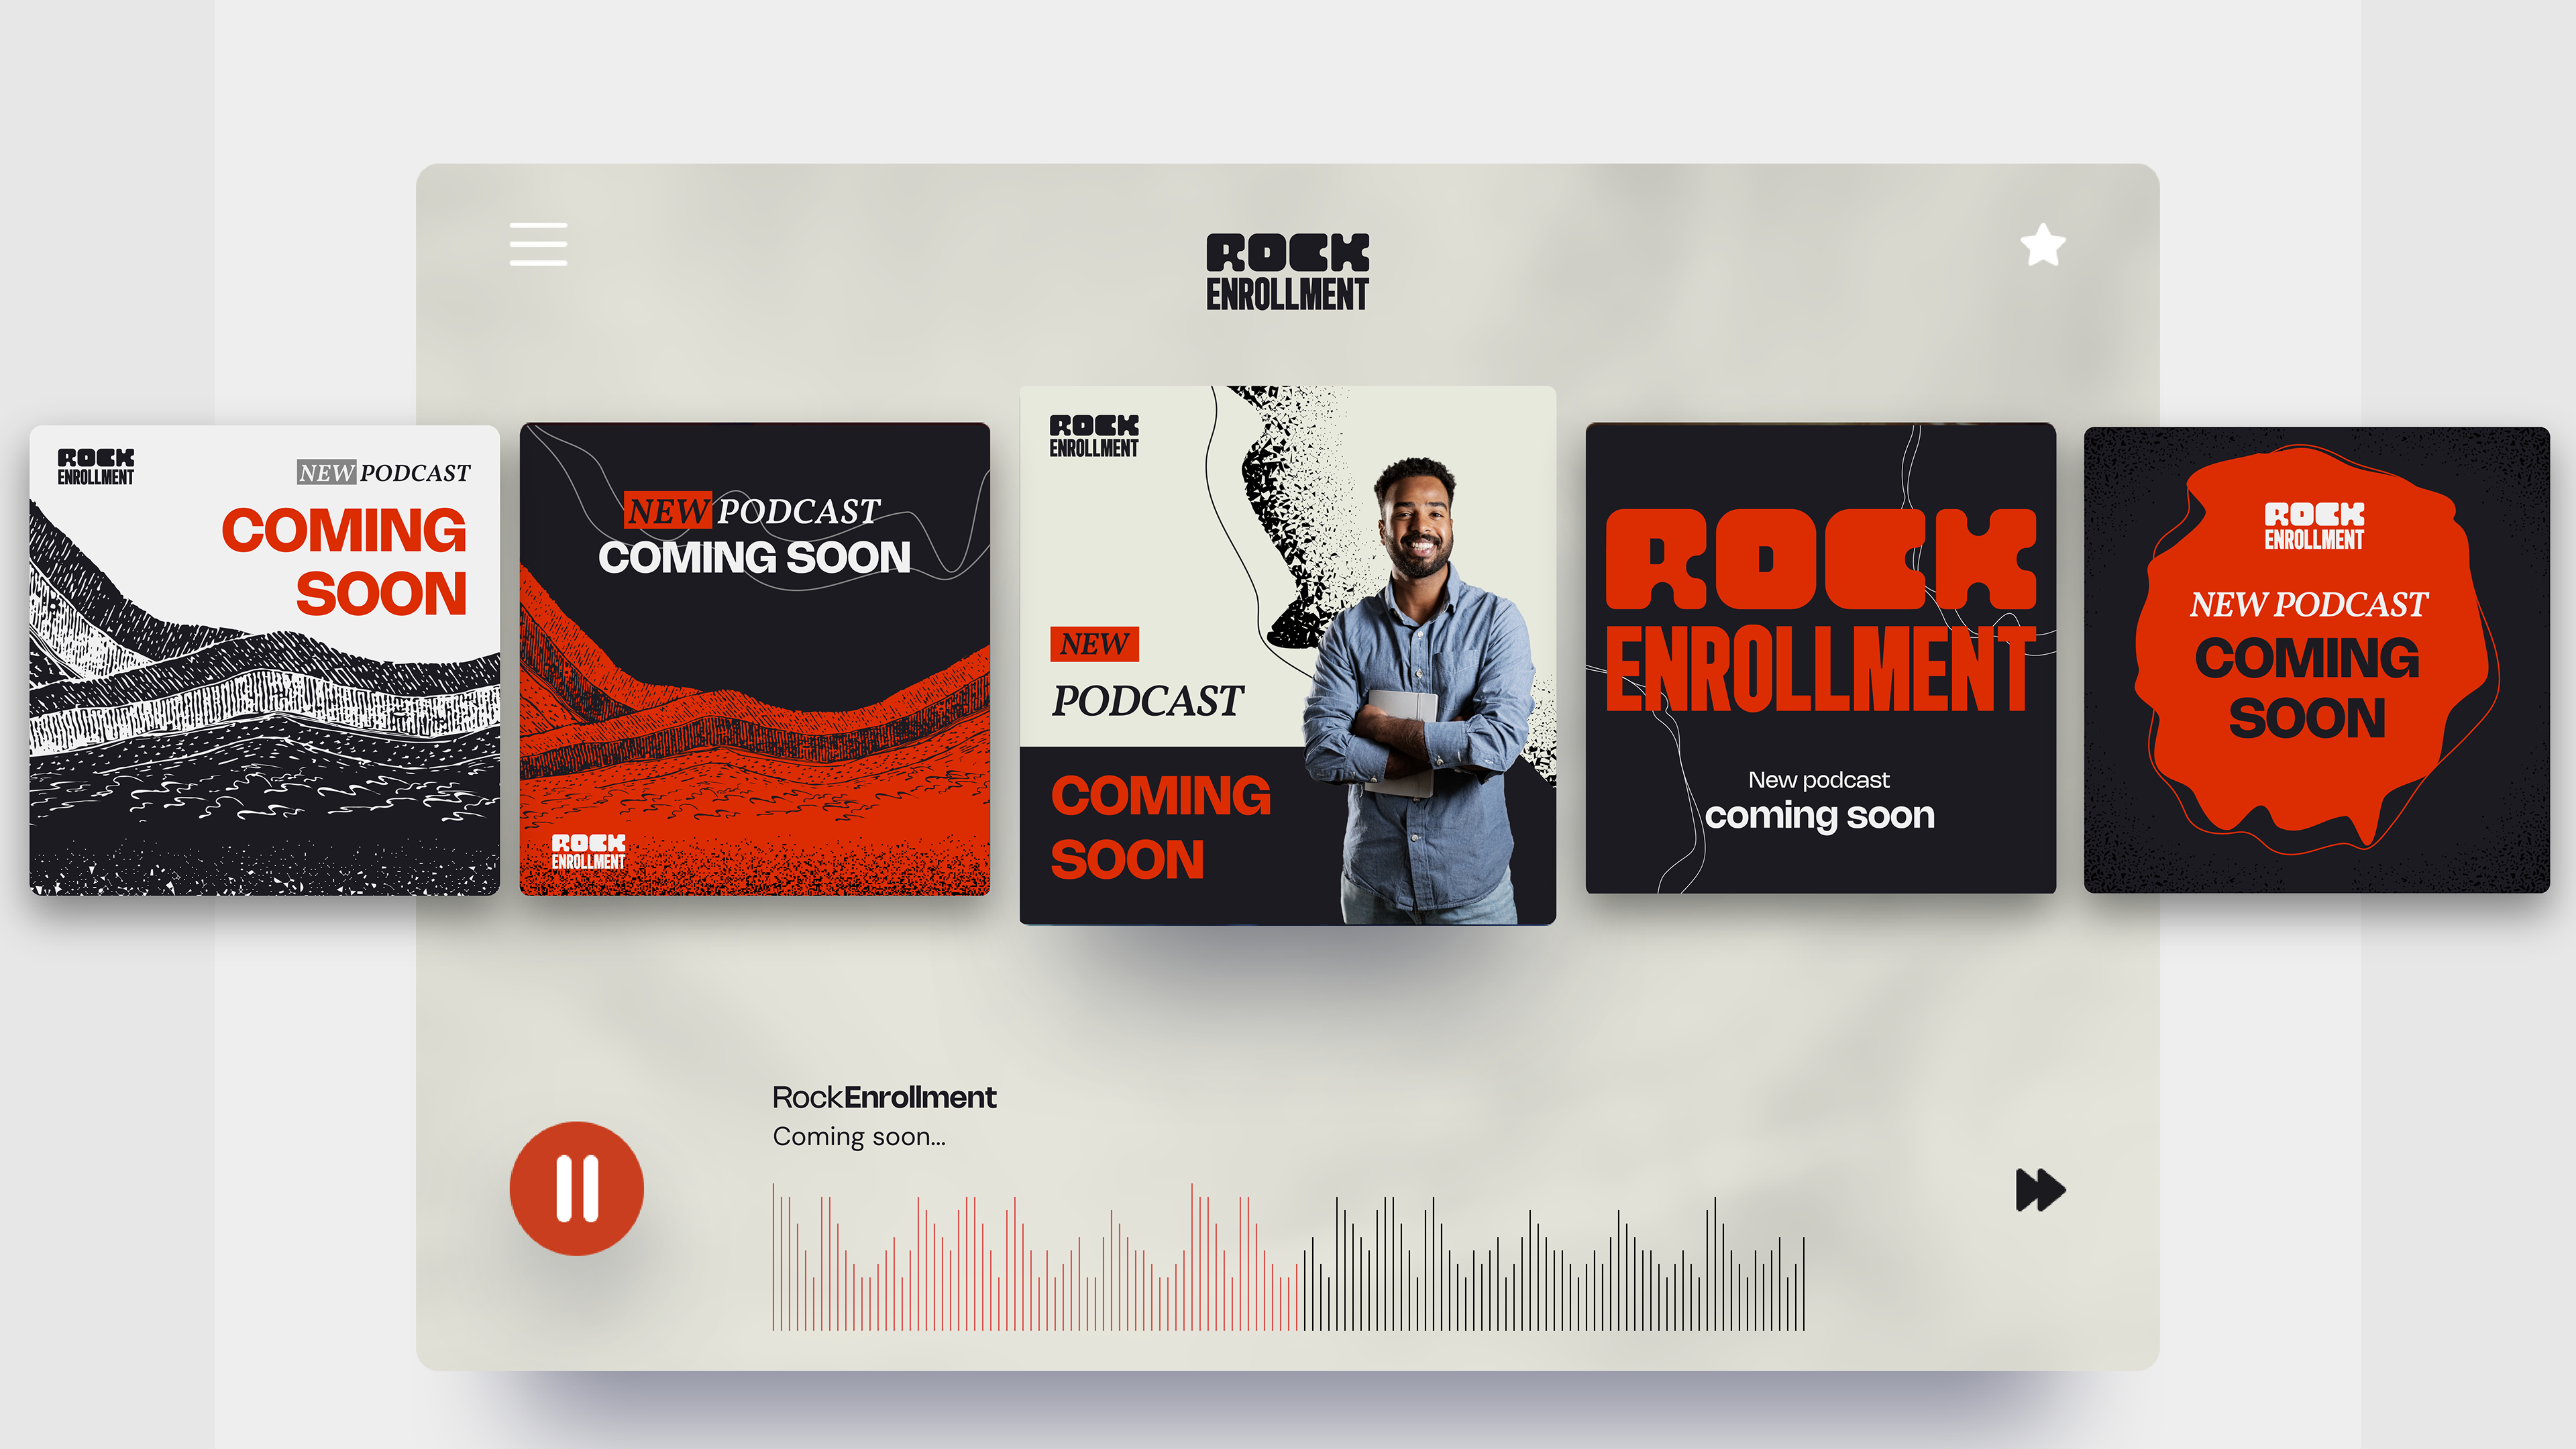 ROCK
ENROLLMENT
ROCK
ENROLLMENT
NEW PODCAST
COMING
SOON
NEW PODCAST
COMING SOON
ROCK
ENROLLMENT
ROCK
ENROLLMENT
NEW
PODCAST
COMING
SOON
ROCK
ENROLLMENT
New podcast
coming soon
ROCK
ENROLLMENT
NEW PODCAST
COMING
SOON
RockEnrollment
Coming soon...